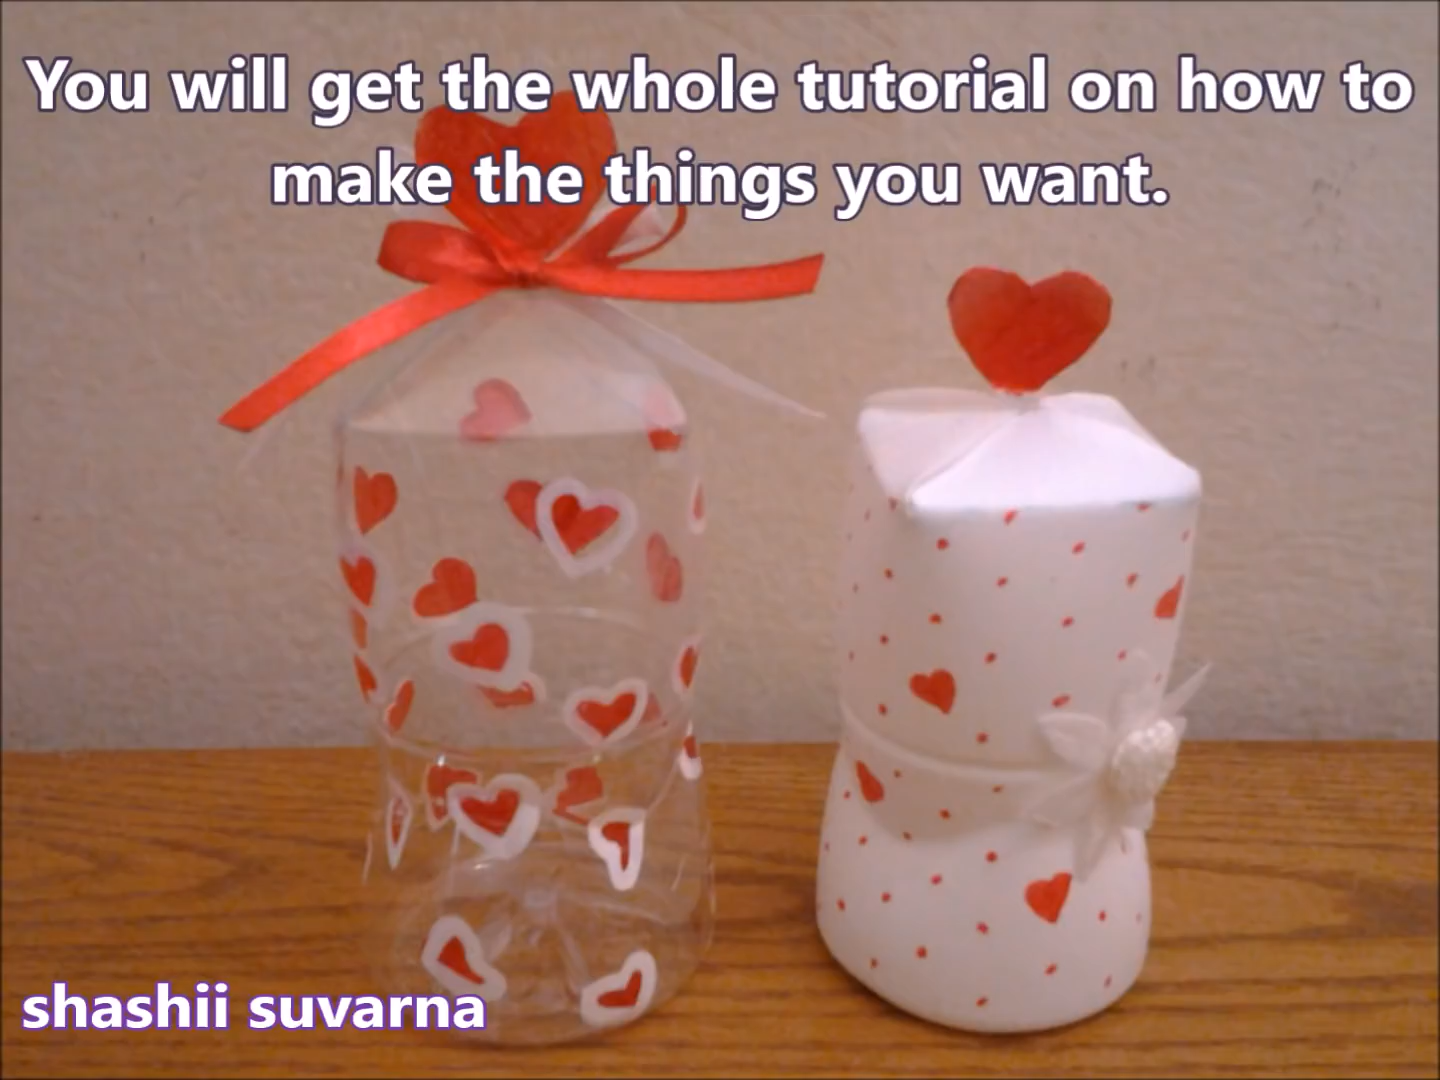 You will get the whole tutorial on how to
make the things you want.
shashii suvarna